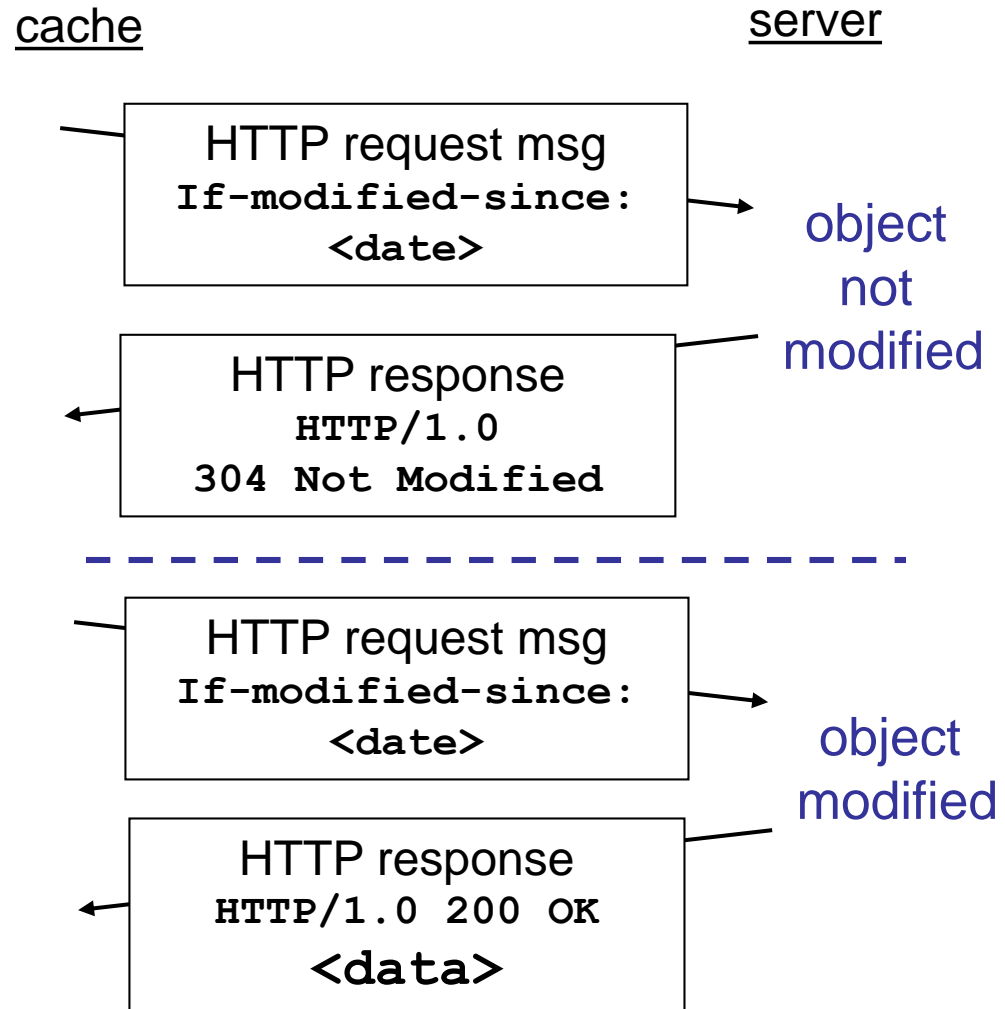 cache
server
HTTP request msg
If-modified-since:
<date>
object
not
modified
HTTP response
HTTP/1.0
304 Not Modified
HTTP request msg
If-modified-since:
<date>
object
modified
HTTP response
HTTP/1.0 200 OK
<data>